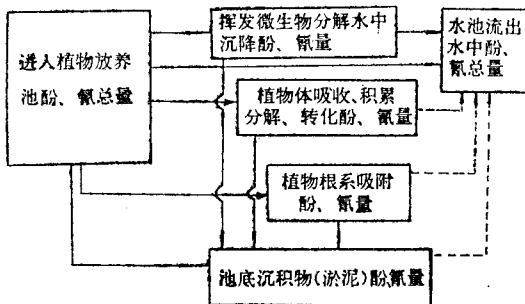 进入植物放养
池酚、氰总量
挥发微生物分解水中
沉降酚、氰量
水池流出
水中酚、
氰总量
植物体吸收、积累
分解、转化酚、氰量
植物根系吸附
酚、氰量
池底沉积物(淤泥)酚氰量